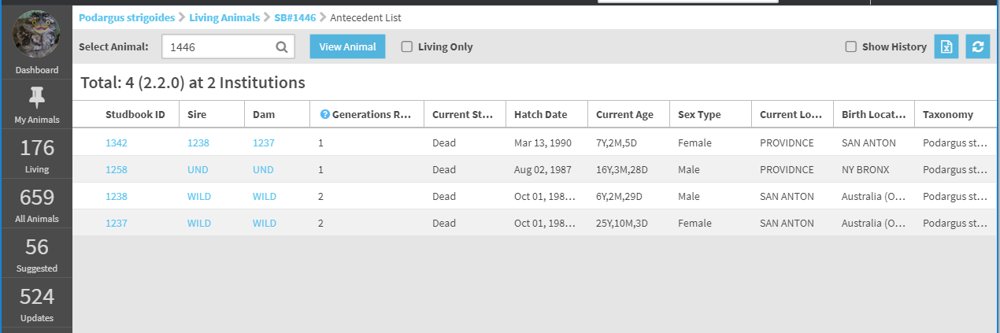 Podargus strigoides > Living Animals > SB#1446 > Antecedent List
Select Animal: 1446 View Animal Living Only Show History
Dashboard
My Animals
176
Living
659
All Animals
56
Suggested
524
Updates
Total: 4 (2.2.0) at 2 Institutions
Studbook ID Sire Dam ? Generations R... Current St... Hatch Date Current Age Sex Type Current Lo... Birth Locat... Taxonomy
1342 1238 1237 1 Dead Mar 13, 1990 7Y,2M,5D Female PROVIDNCE SAN ANTON Podargus st...
1258 UND UND 1 Dead Aug 02, 1987 16Y,3M,28D Male PROVIDNCE NY BRONX Podargus st...
1238 WILD WILD 2 Dead Oct 01, 198... 6Y,2M,29D Male SAN ANTON Australia (O... Podargus st...
1237 WILD WILD 2 Dead Oct 01, 198... 25Y,10M,3D Female SAN ANTON Australia (O... Podargus st...